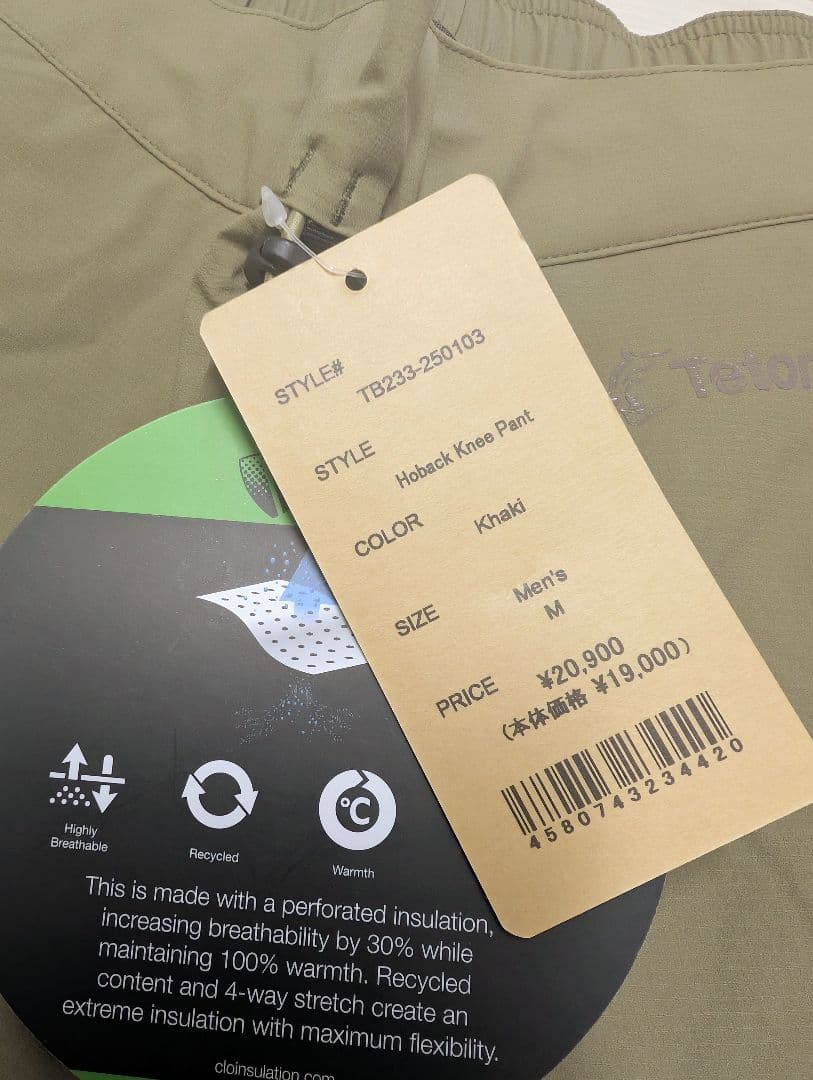 STYLE# TB233-250103
STYLE Hoback Knee Pant
COLOR Khaki
SIZE Men's
M
PRICE ¥20,900
(本体価格 ¥19,000)
4580743234420
Teton
°C
Highly
Breathable
Recycled
Warmth
This is made with a perforated insulation,
increasing breathability by 30% while
maintaining 100% warmth. Recycled
content and 4-way stretch create an
extreme insulation with maximum flexibility.
cloinsulation.com